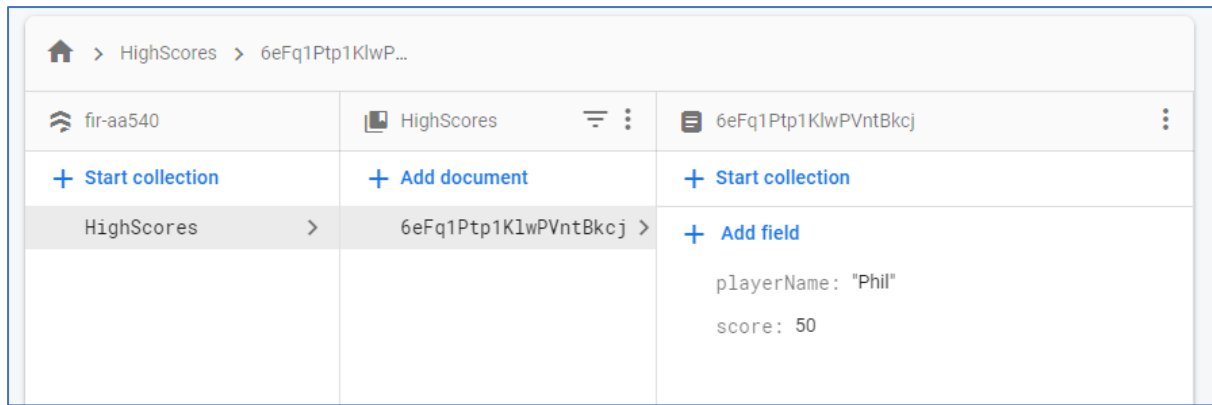 HighScores > 6eFq1Ptp1KlwP...
fir-aa540
HighScores
6eFq1Ptp1KlwPVntBkcj
+ Start collection
+ Add document
+ Start collection
HighScores >
6eFq1Ptp1KlwPVntBkcj >
+ Add field
playerName: "Phil"
score: 50